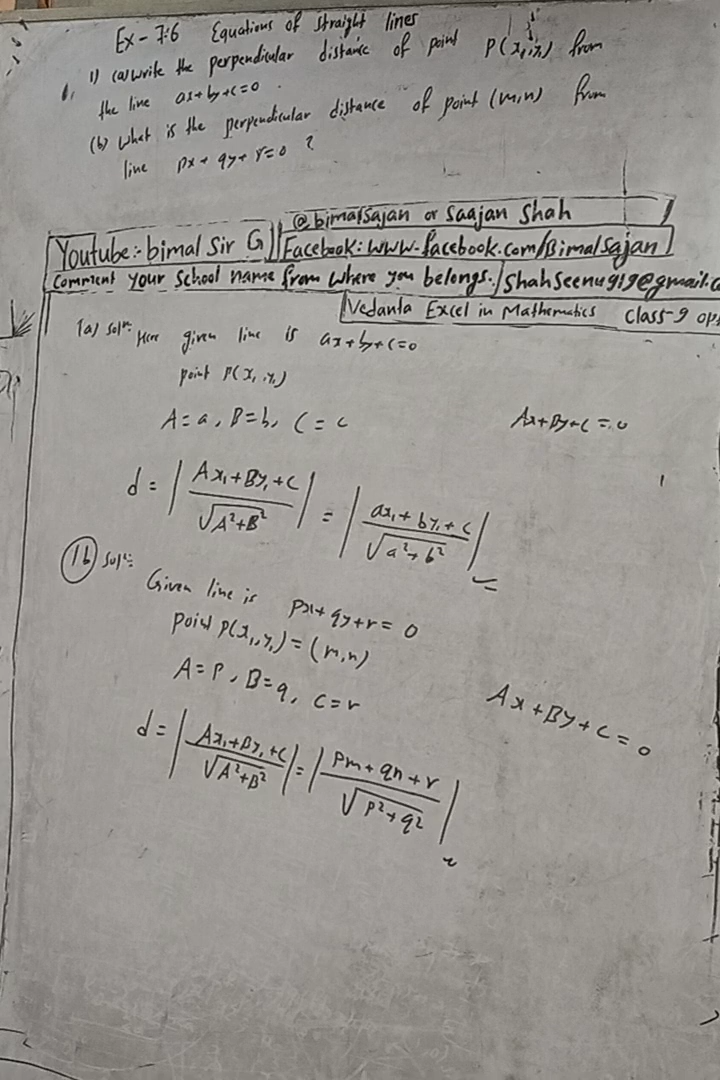 Ex-7.6 Equations of straight lines
1) (a) write the perpendicular distance of point P(x₁,y₁) from
the line ax+by+c=0.
(b) What is the perpendicular distance of point (m,n) from
line px+qy+r=0 ?
@bimalsajan or Saajan Shah
Youtube:- bimal Sir G
Facebook: www.facebook.com/Bimalsajan
Comment your School name from where you belongs.
Shahseenu919@gmail.c
Vedanta Excel in Mathematics Class-9 op
1a) Solⁿ: Here given line is ax+by+c=0
point P(x₁,y₁)
A=a, B=b, C=c
Ax+By+C=0
d = |Ax₁+By₁+C / √A²+B²| = |ax₁+by₁+c / √a²+b²|
1b) Solⁿ:
Given line is px+qy+r=0
point P(x₁,y₁)=(m,n)
A=p, B=q, C=r
Ax+By+C=0
d = |Ax₁+By₁+C / √A²+B²| = |pm+qn+r / √p²+q²|